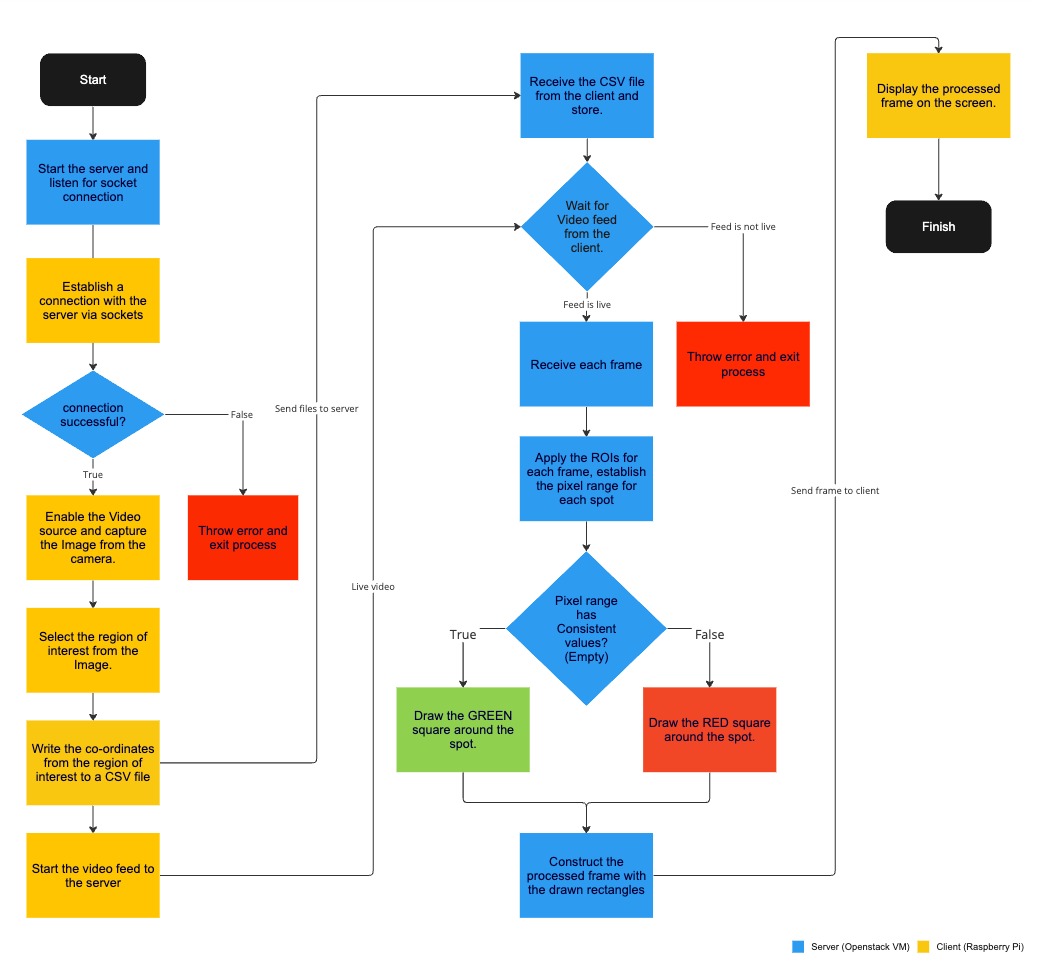 Start
Start the server and
listen for socket
connection
Establish a
connection with the
server via sockets
connection
successful?
False
True
Enable the Video
source and capture
the Image from the
camera.
Throw error and
exit process
Select the region of
interest from the
Image.
Write the co-ordinates
from the region of
interest to a CSV file
Start the video feed to
the server
Send files to server
Live video
Receive the CSV file
from the client and
store.
Wait for
Video feed
from the
client.
Feed is not live
Feed is live
Receive each frame
Throw error and exit
process
Apply the ROIs for
each frame, establish
the pixel range for
each spot
Pixel range
has
Consistent
values?
(Empty)
True
False
Draw the GREEN
square around the
spot.
Draw the RED square
around the spot.
Construct the
processed frame with
the drawn rectangles
Send frame to client
Display the processed
frame on the screen.
Finish
Server (Openstack VM)
Client (Raspberry Pi)